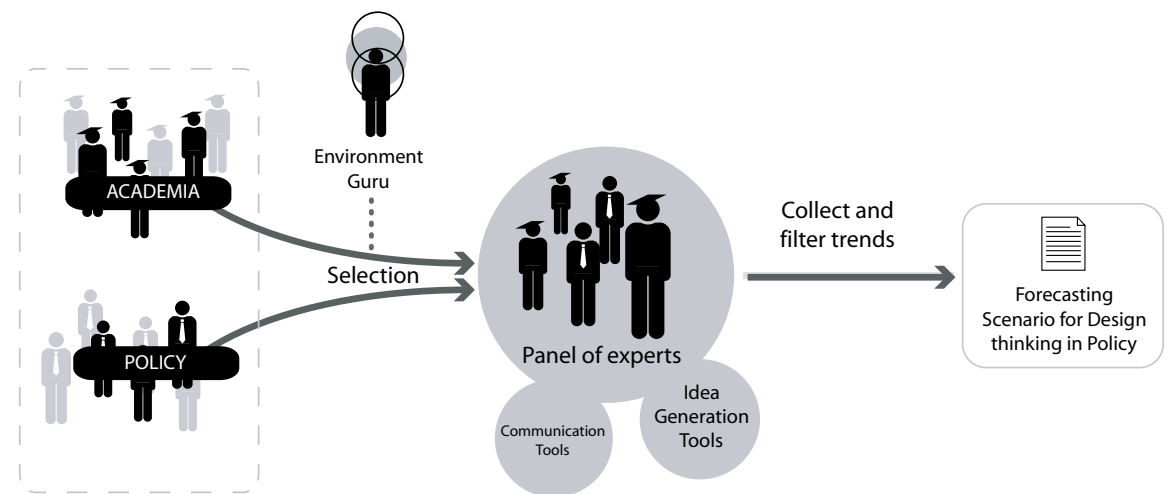 ACADEMIA
POLICY
Environment
Guru
Selection
Panel of experts
Communication
Tools
Idea
Generation
Tools
Collect and
filter trends
Forecasting
Scenario for Design
thinking in Policy